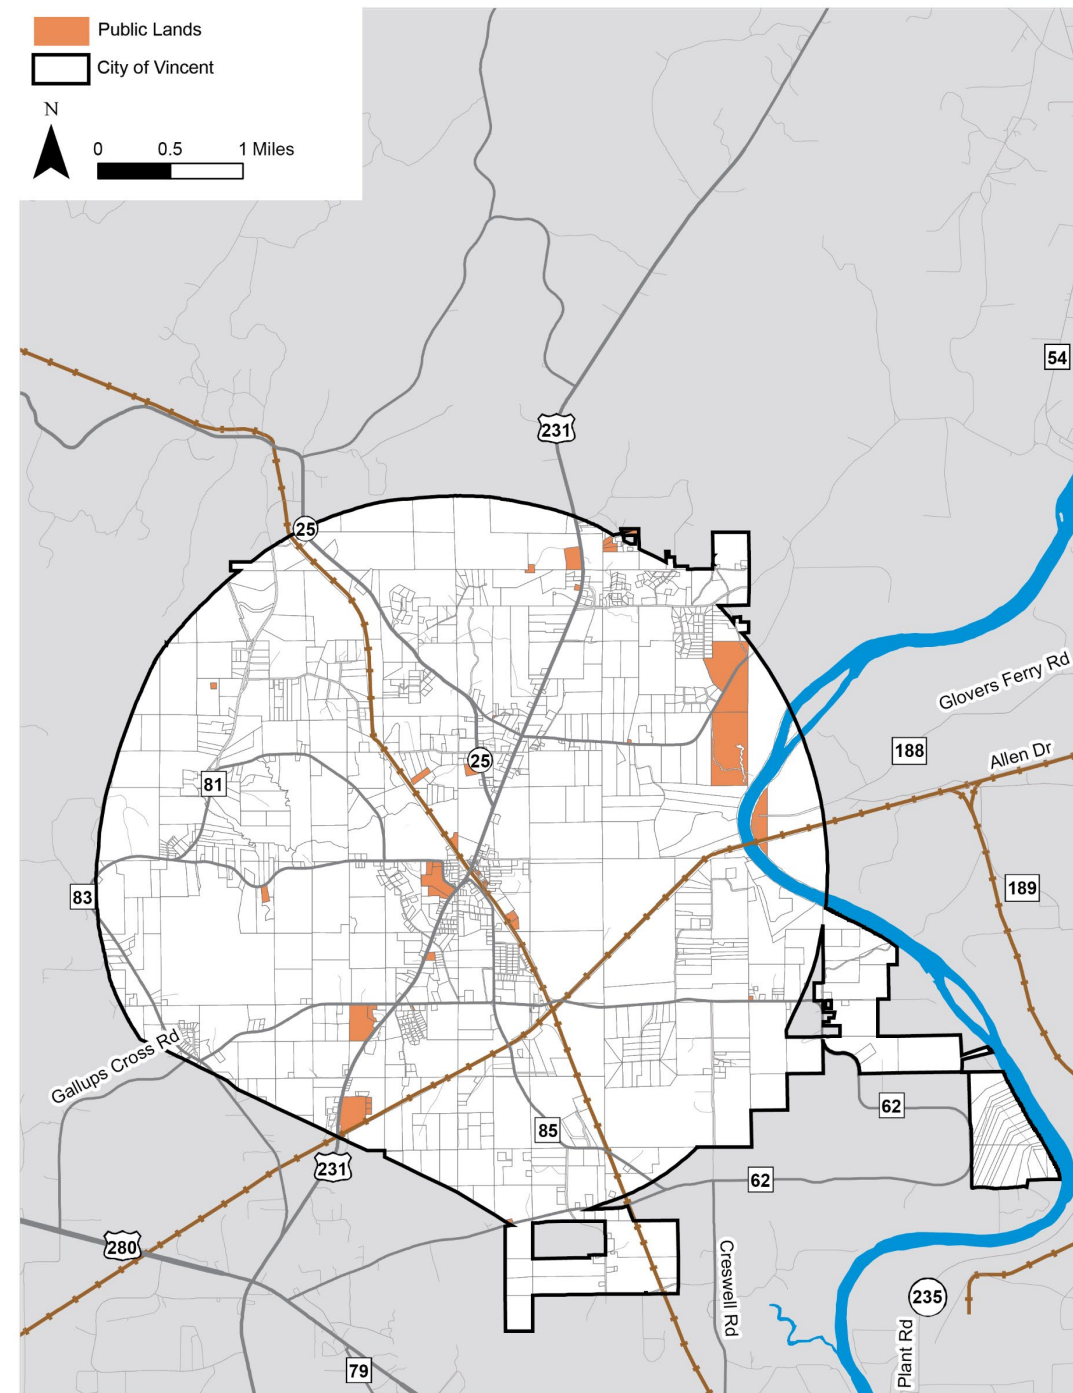 Public Lands
City of Vincent
N
0 0.5 1 Miles
54
231
25
Glovers Ferry Rd
188
Allen Dr
25
81
83
189
Gallups Cross Rd
62
85
231
62
280
Creswell Rd
235
Plant Rd
79